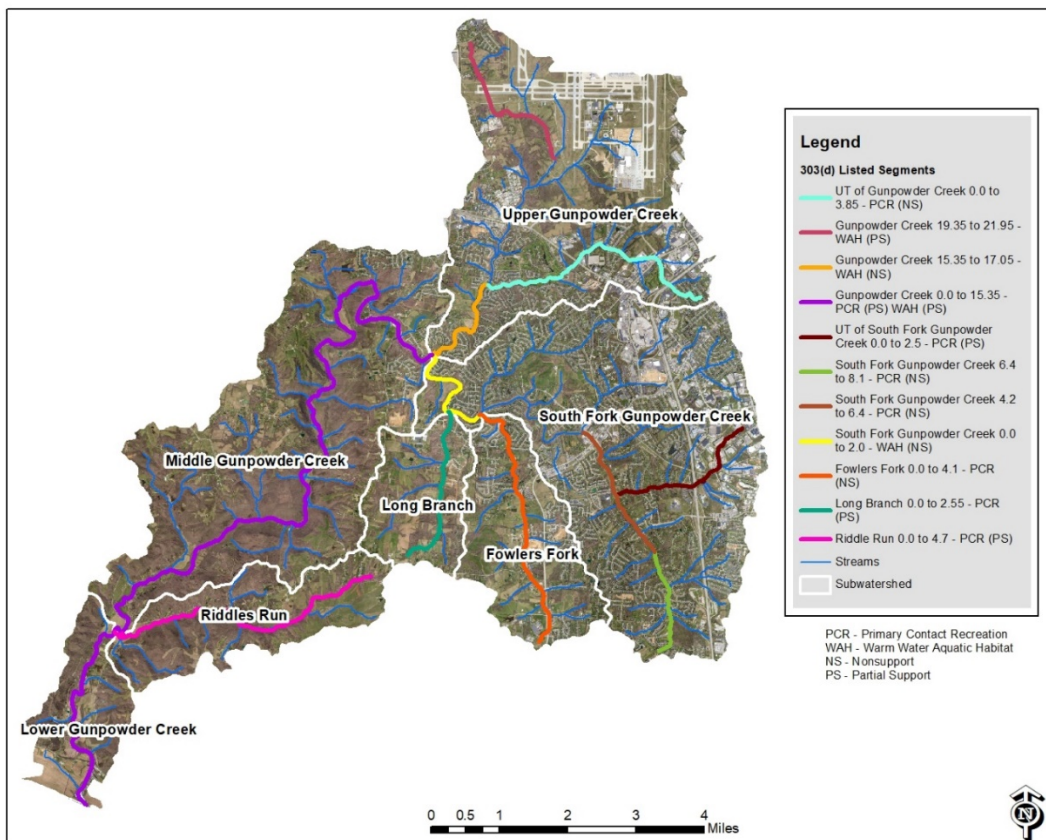 Upper Gunpowder Creek
South Fork Gunpowder Creek
Middle Gunpowder Creek
Long Branch
Fowlers Fork
Riddles Run
Lower Gunpowder Creek
0 0.5 1 2 3 4
Miles
Legend
303(d) Listed Segments
UT of Gunpowder Creek 0.0 to
3.85 - PCR (NS)
Gunpowder Creek 19.35 to 21.95 -
WAH (PS)
Gunpowder Creek 15.35 to 17.05 -
WAH (NS)
Gunpowder Creek 0.0 to 15.35 -
PCR (PS) WAH (PS)
UT of South Fork Gunpowder
Creek 0.0 to 2.5 - PCR (PS)
South Fork Gunpowder Creek 6.4
to 8.1 - PCR (NS)
South Fork Gunpowder Creek 4.2
to 6.4 - PCR (NS)
South Fork Gunpowder Creek 0.0
to 2.0 - WAH (NS)
Fowlers Fork 0.0 to 4.1 - PCR
(NS)
Long Branch 0.0 to 2.55 - PCR
(PS)
Riddle Run 0.0 to 4.7 - PCR (PS)
Streams
Subwatershed
PCR - Primary Contact Recreation
WAH - Warm Water Aquatic Habitat
NS - Nonsupport
PS - Partial Support
N